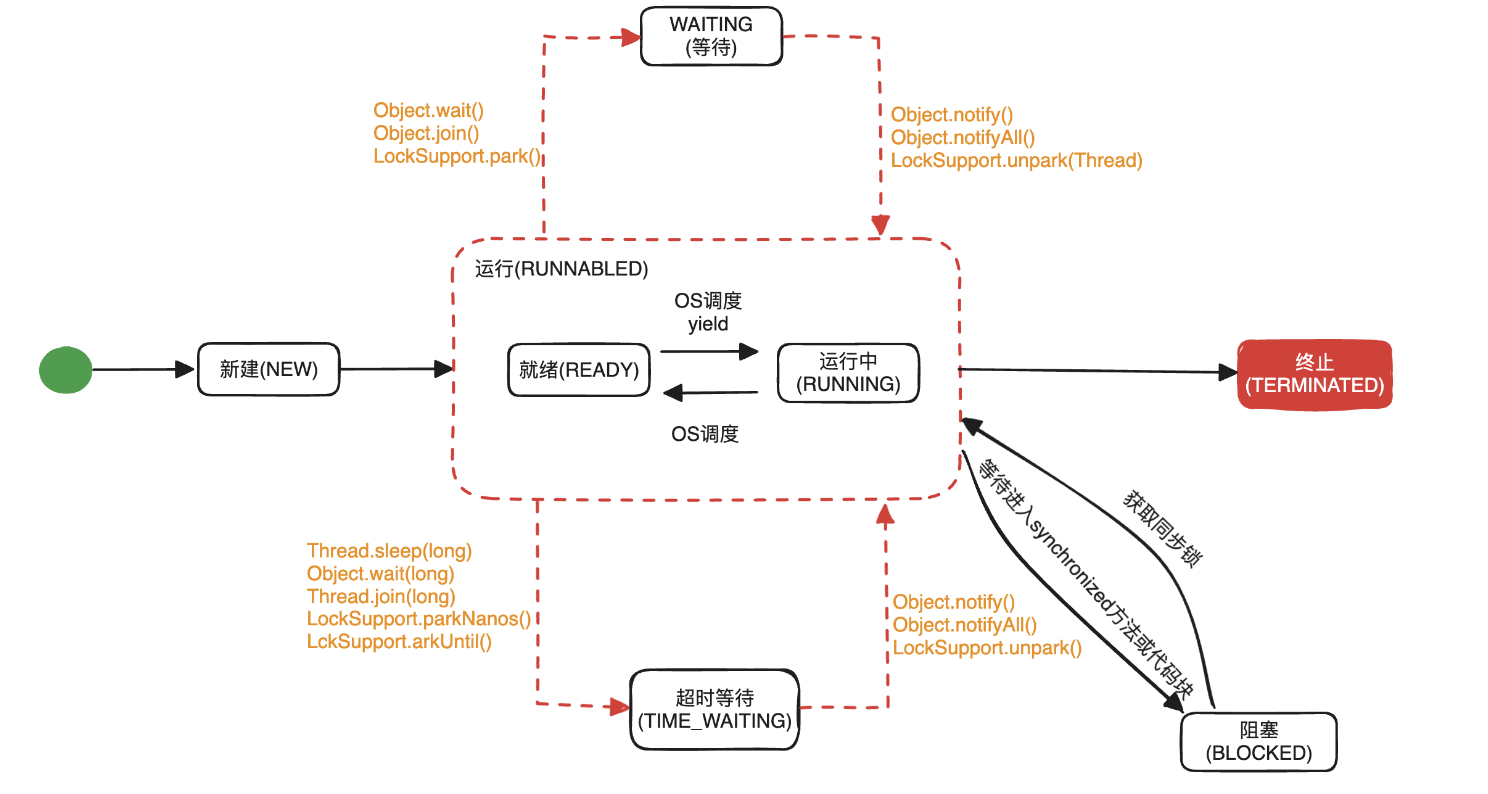 WAITING
(等待)
Object.wait()
Object.join()
LockSupport.park()
Object.notify()
Object.notifyAll()
LockSupport.unpark(Thread)
运行(RUNNABLED)
OS调度
yield
新建(NEW)
就绪(READY)
运行中
(RUNNING)
OS调度
终止
(TERMINATED)
等待进入synchronized方法或代码块
获取同步锁
Thread.sleep(long)
Object.wait(long)
Thread.join(long)
LockSupport.parkNanos()
LckSupport.arkUntil()
Object.notify()
Object.notifyAll()
LockSupport.unpark()
超时等待
(TIME_WAITING)
阻塞
(BLOCKED)